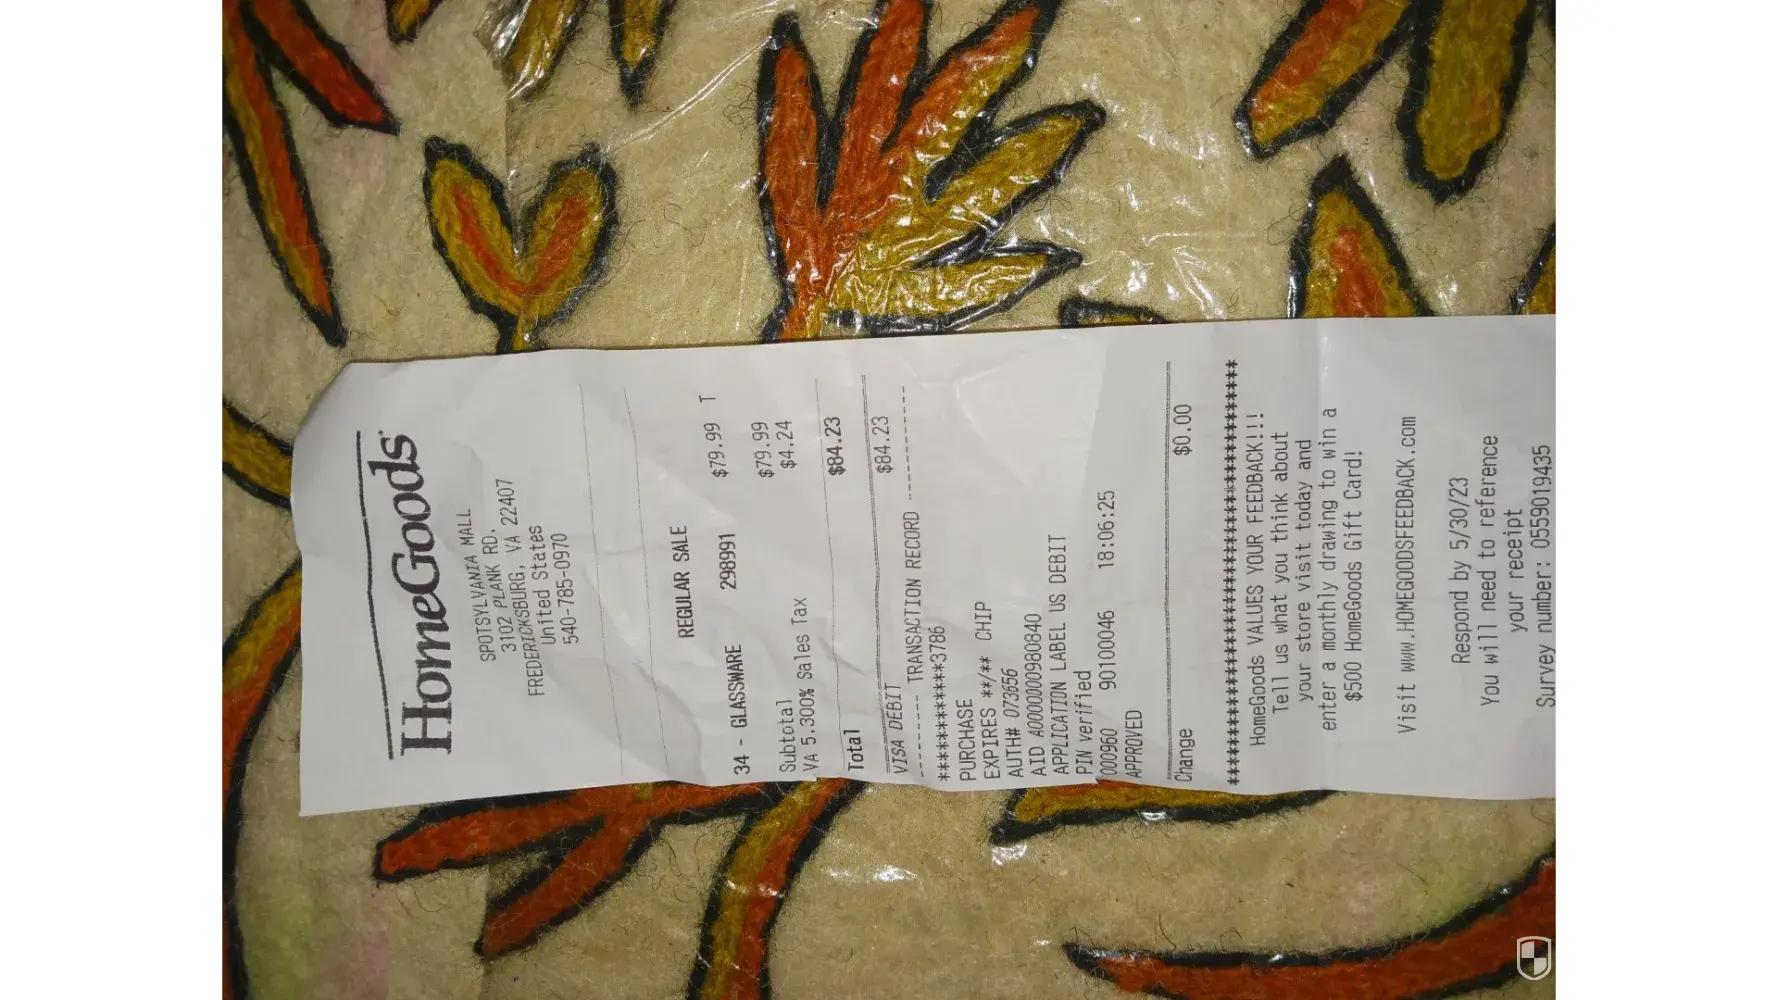 HomeGoods
SPOTSYLVANIA MALL
3102 PLANK RD.
FREDERICKSBURG, VA 22407
United States
540-785-0970
REGULAR SALE
34 - GLASSWARE 298991 $79.99 T
Subtotal $79.99
VA 5.300% Sales Tax $4.24
Total $84.23
VISA DEBIT $84.23
-------- TRANSACTION RECORD --------------
************3786
PURCHASE
EXPIRES **/** CHIP
AUTH# 073656
AID A0000000980840
APPLICATION LABEL US DEBIT
PIN verified
000960 90100046 18:06:25
APPROVED
Change $0.00
******************************************
HomeGoods VALUES YOUR FEEDBACK!!!
Tell us what you think about
your store visit today and
enter a monthly drawing to win a
$500 HomeGoods Gift Card!
Visit www.HOMEGOODSFEEDBACK.com
Respond by 5/30/23
You will need to reference
your receipt
Survey number: 0559019435